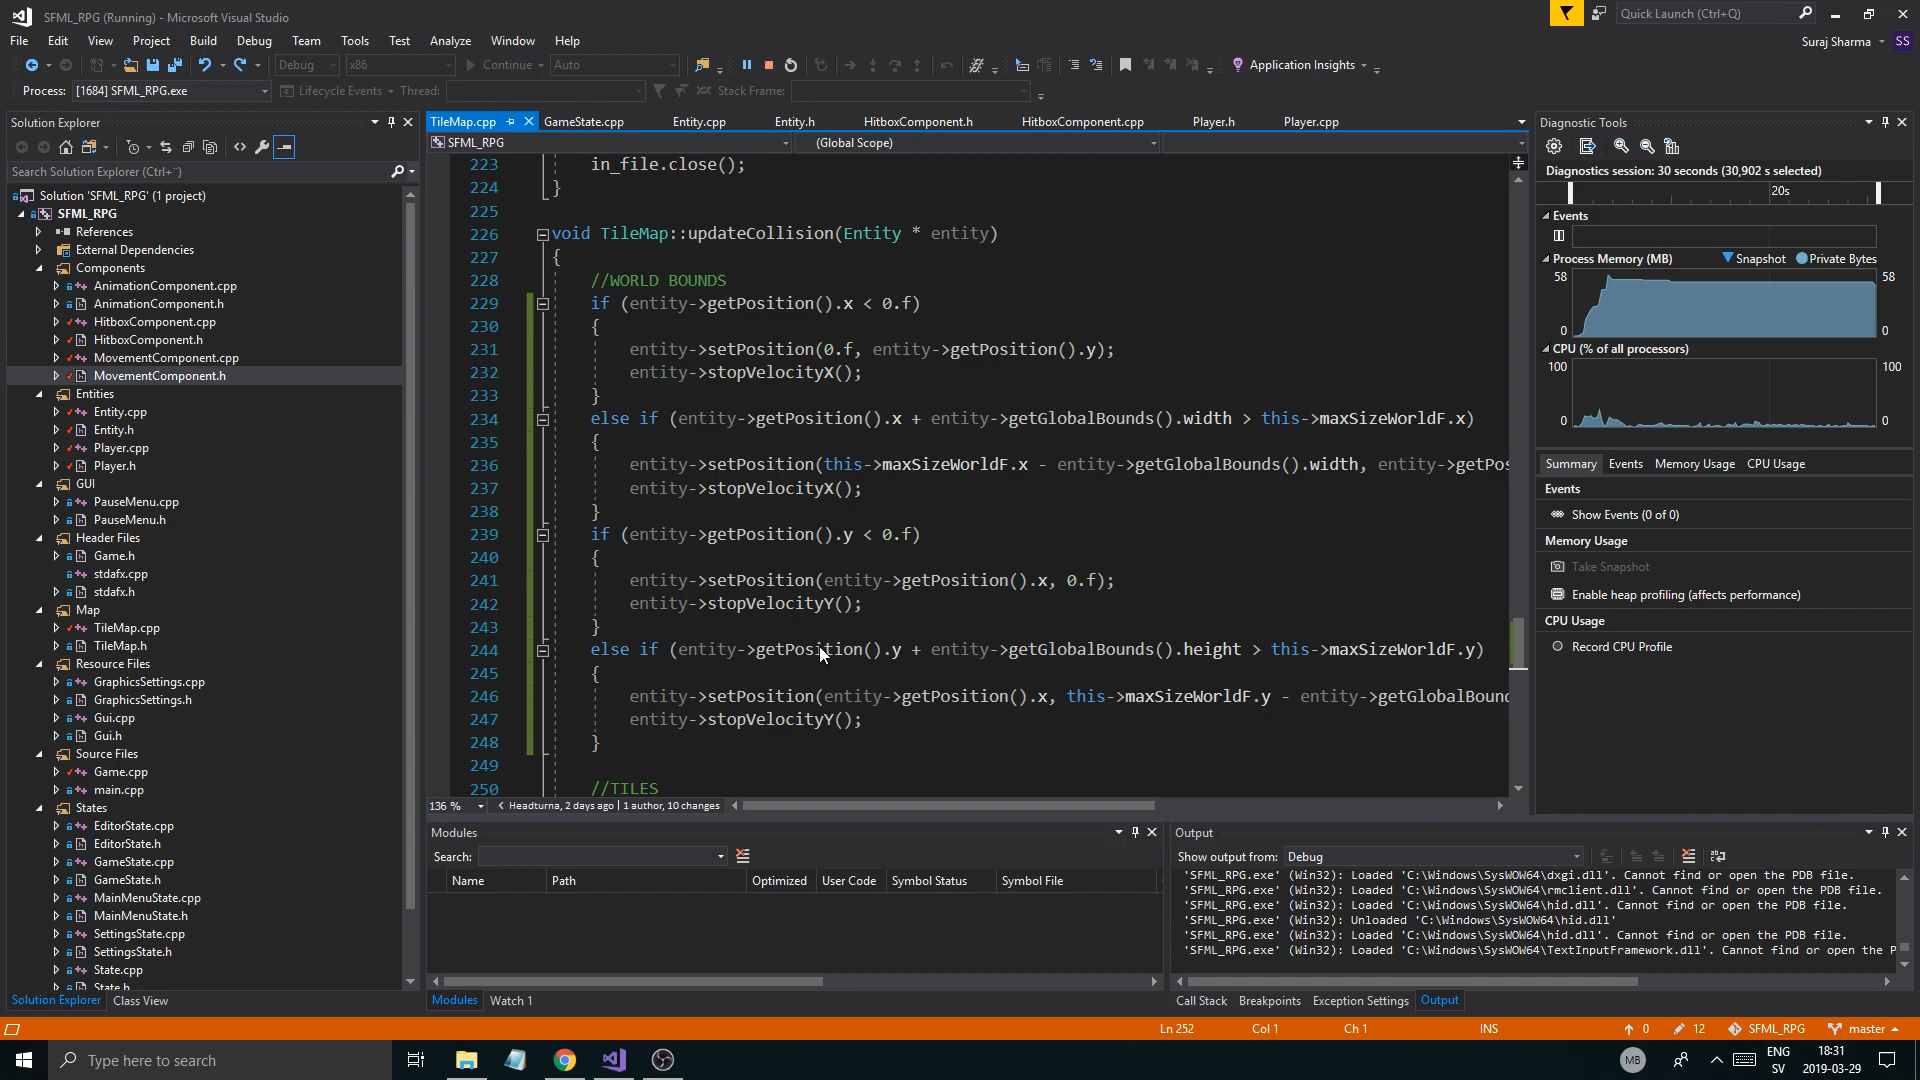 SFML_RPG (Running) - Microsoft Visual Studio
Quick Launch (Ctrl+Q)
File Edit View Project Build Debug Team Tools Test Analyze Window Help
Suraj Sharma SS
Debug x86 Continue Auto Application Insights
Process: [1684] SFML_RPG.exe Lifecycle Events Thread: Stack Frame:
Solution Explorer
Search Solution Explorer (Ctrl+¨)
Solution 'SFML_RPG' (1 project)
SFML_RPG
References
External Dependencies
Components
AnimationComponent.cpp
AnimationComponent.h
HitboxComponent.cpp
HitboxComponent.h
MovementComponent.cpp
MovementComponent.h
Entities
Entity.cpp
Entity.h
Player.cpp
Player.h
GUI
PauseMenu.cpp
PauseMenu.h
Header Files
Game.h
stdafx.cpp
stdafx.h
Map
TileMap.cpp
TileMap.h
Resource Files
GraphicsSettings.cpp
GraphicsSettings.h
Gui.cpp
Gui.h
Source Files
Game.cpp
main.cpp
States
EditorState.cpp
EditorState.h
GameState.cpp
GameState.h
MainMenuState.cpp
MainMenuState.h
SettingsState.cpp
SettingsState.h
State.cpp
State.h
Solution Explorer Class View
TileMap.cpp GameState.cpp Entity.cpp Entity.h HitboxComponent.h HitboxComponent.cpp Player.h Player.cpp
SFML_RPG (Global Scope)
223 in_file.close();
224 }
225
226 void TileMap::updateCollision(Entity * entity)
227 {
228 //WORLD BOUNDS
229 if (entity->getPosition().x < 0.f)
230 {
231 entity->setPosition(0.f, entity->getPosition().y);
232 entity->stopVelocityX();
233 }
234 else if (entity->getPosition().x + entity->getGlobalBounds().width > this->maxSizeWorldF.x)
235 {
236 entity->setPosition(this->maxSizeWorldF.x - entity->getGlobalBounds().width, entity->getPos
237 entity->stopVelocityX();
238 }
239 if (entity->getPosition().y < 0.f)
240 {
241 entity->setPosition(entity->getPosition().x, 0.f);
242 entity->stopVelocityY();
243 }
244 else if (entity->getPosition().y + entity->getGlobalBounds().height > this->maxSizeWorldF.y)
245 {
246 entity->setPosition(entity->getPosition().x, this->maxSizeWorldF.y - entity->getGlobalBound
247 entity->stopVelocityY();
248 }
249
250 //TILES
136 % Headturna, 2 days ago | 1 author, 10 changes
Diagnostic Tools
Diagnostics session: 30 seconds (30,902 s selected)
20s
Events
Process Memory (MB) Snapshot Private Bytes
58 58
0 0
CPU (% of all processors)
100 100
0 0
Summary Events Memory Usage CPU Usage
Events
Show Events (0 of 0)
Memory Usage
Take Snapshot
Enable heap profiling (affects performance)
CPU Usage
Record CPU Profile
Modules
Search:
Name Path Optimized User Code Symbol Status Symbol File
Modules Watch 1
Output
Show output from: Debug
'SFML_RPG.exe' (Win32): Loaded 'C:\Windows\SysWOW64\dxgi.dll'. Cannot find or open the PDB file.
'SFML_RPG.exe' (Win32): Loaded 'C:\Windows\SysWOW64\rmclient.dll'. Cannot find or open the PDB file.
'SFML_RPG.exe' (Win32): Loaded 'C:\Windows\SysWOW64\hid.dll'. Cannot find or open the PDB file.
'SFML_RPG.exe' (Win32): Unloaded 'C:\Windows\SysWOW64\hid.dll'
'SFML_RPG.exe' (Win32): Loaded 'C:\Windows\SysWOW64\hid.dll'. Cannot find or open the PDB file.
'SFML_RPG.exe' (Win32): Loaded 'C:\Windows\SysWOW64\TextInputFramework.dll'. Cannot find or open the P
Call Stack Breakpoints Exception Settings Output
Ln 252 Col 1 Ch 1 INS 0 12 SFML_RPG master
Type here to search
MB ENG 18:31
SV 2019-03-29